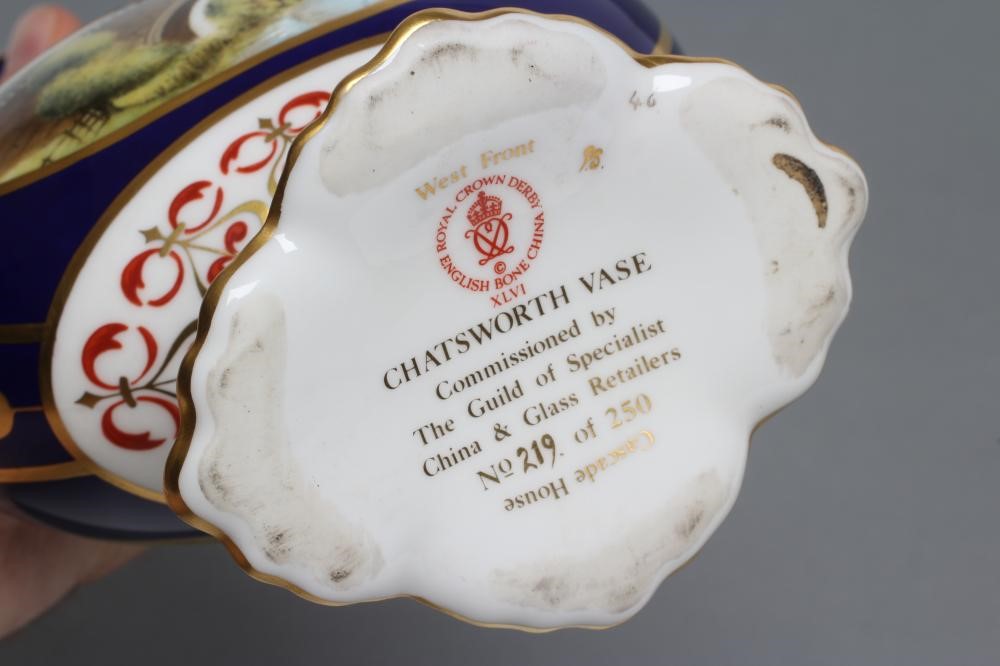 46
West Front
ROYAL CROWN DERBY
ENGLISH BONE CHINA
©
XLVI
CHATSWORTH VASE
Commissioned by
The Guild of Specialist
China & Glass Retailers
No 219. of 250
Cascade House